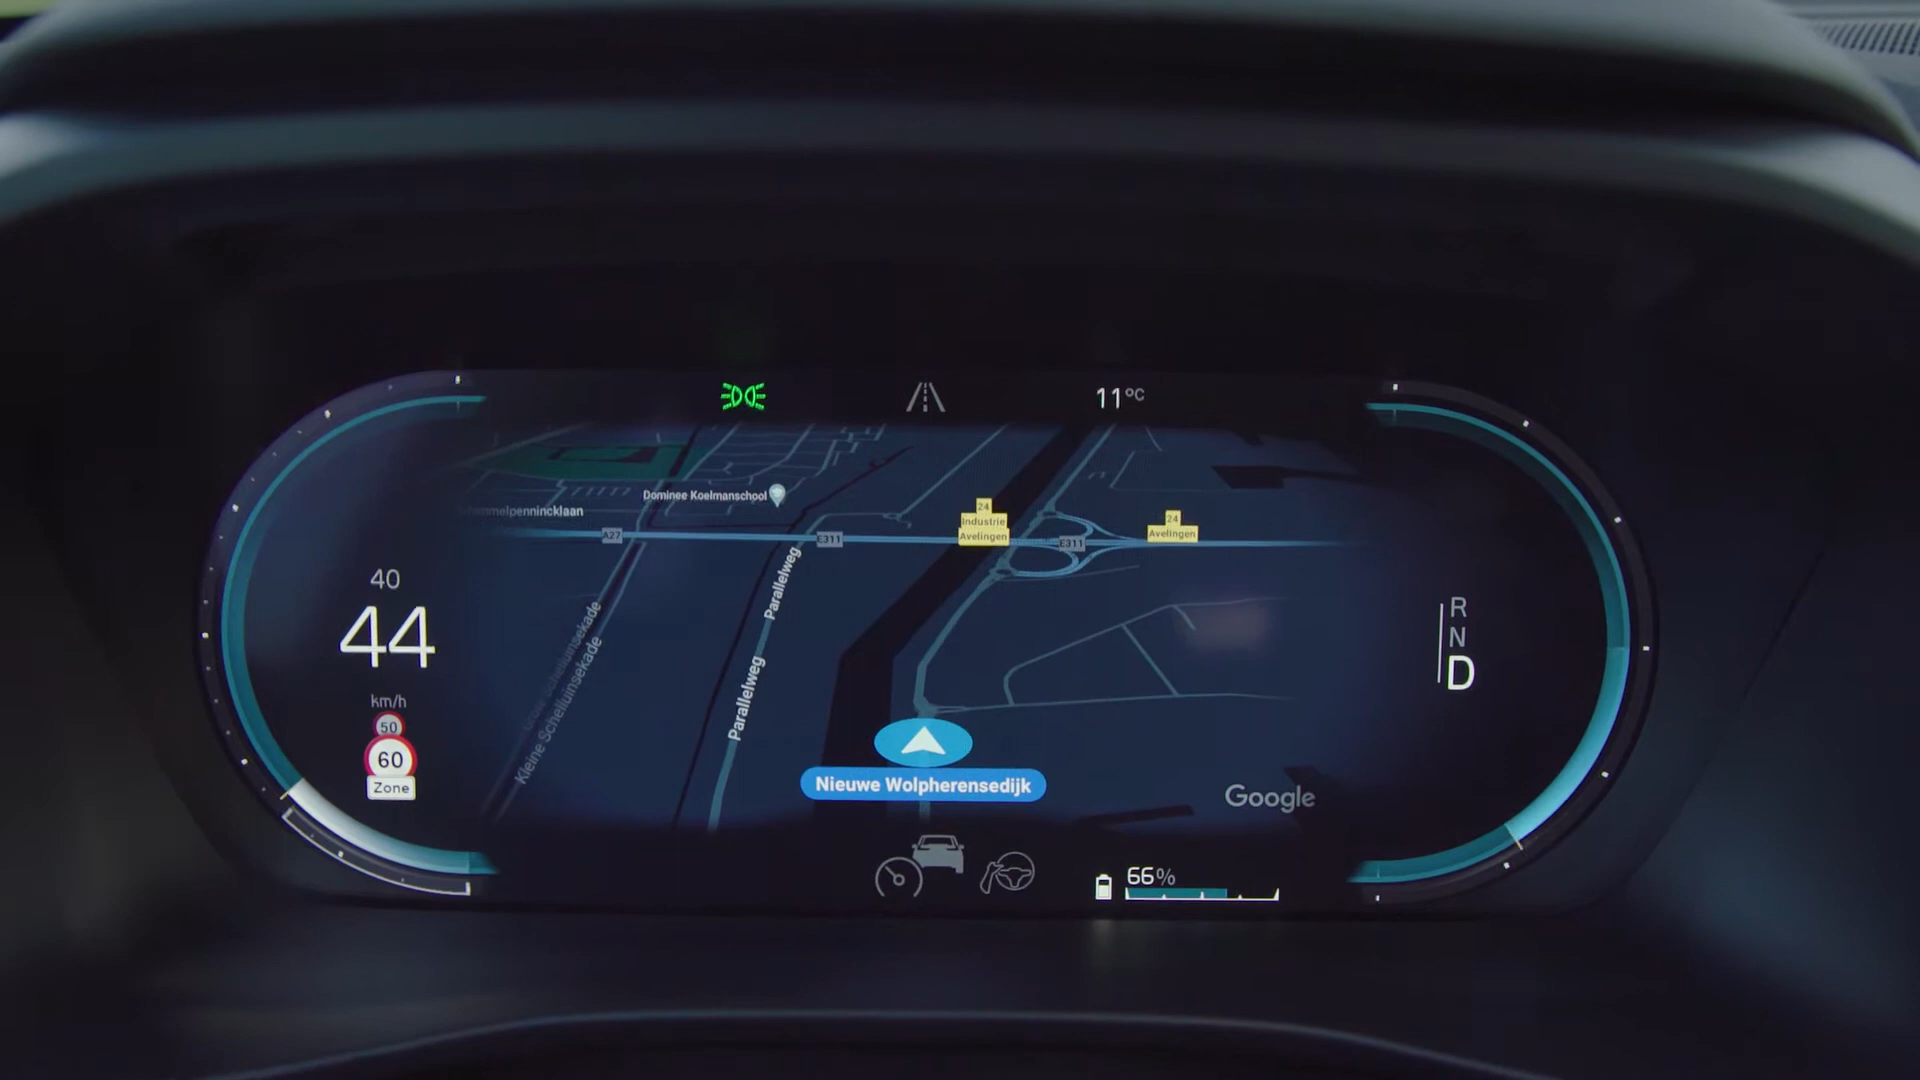 11°C
Dominee Koelmanschool
24
Industrie
Avelingen
24
Avelingen
A27
E311
E311
Parallelweg
Parallelweg
Kleine Schelluinsekade
40
44
km/h
50
60
Zone
R
N
D
Nieuwe Wolpherensedijk
Google
66%